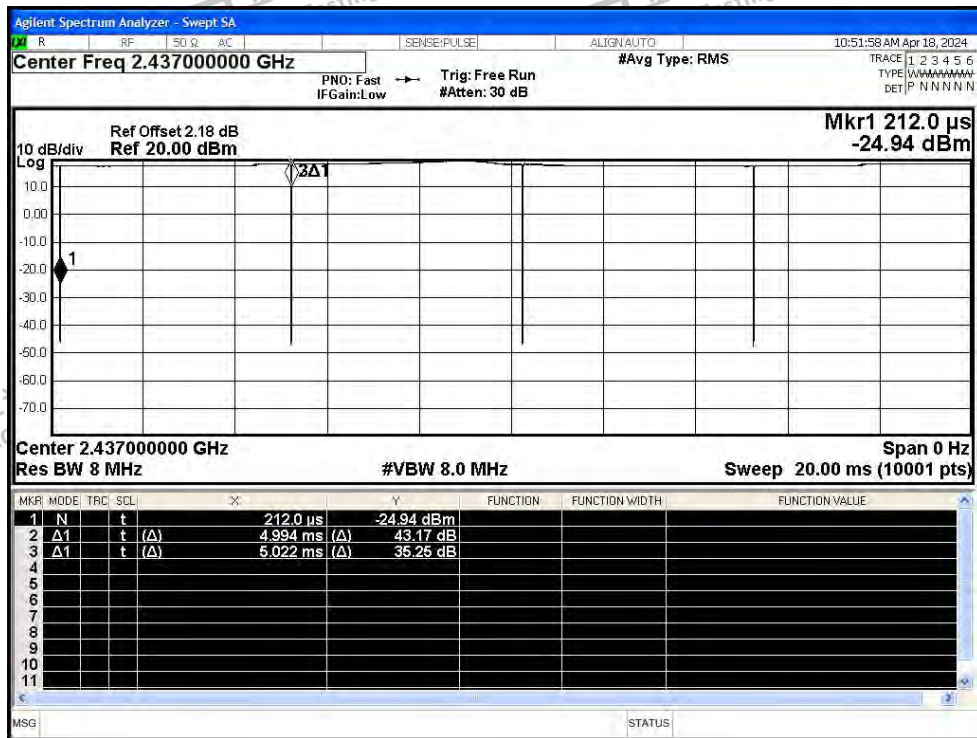 Agilent Spectrum Analyzer - Swept SA
LXI R RF 50 Ω AC SENSE:PULSE ALIGN AUTO 10:51:58 AM Apr 18, 2024
Center Freq 2.437000000 GHz
PNO: Fast
IFGain:Low
Trig: Free Run
#Atten: 30 dB
#Avg Type: RMS
TRACE 1 2 3 4 5 6
TYPE WWWWWW
DET P N N N N N
Ref Offset 2.18 dB
10 dB/div Ref 20.00 dBm
Mkr1 212.0 µs
-24.94 dBm
Log
3Δ1
10.0
0.00
-10.0
1
-20.0
-30.0
-40.0
-50.0
-60.0
-70.0
Center 2.437000000 GHz Span 0 Hz
Res BW 8 MHz #VBW 8.0 MHz Sweep 20.00 ms (10001 pts)
MKR MODE TRC SCL X Y FUNCTION FUNCTION WIDTH FUNCTION VALUE
1 N t 212.0 µs -24.94 dBm
2 Δ1 t (Δ) 4.994 ms (Δ) 43.17 dB
3 Δ1 t (Δ) 5.022 ms (Δ) 35.25 dB
4
5
6
7
8
9
10
11
MSG STATUS